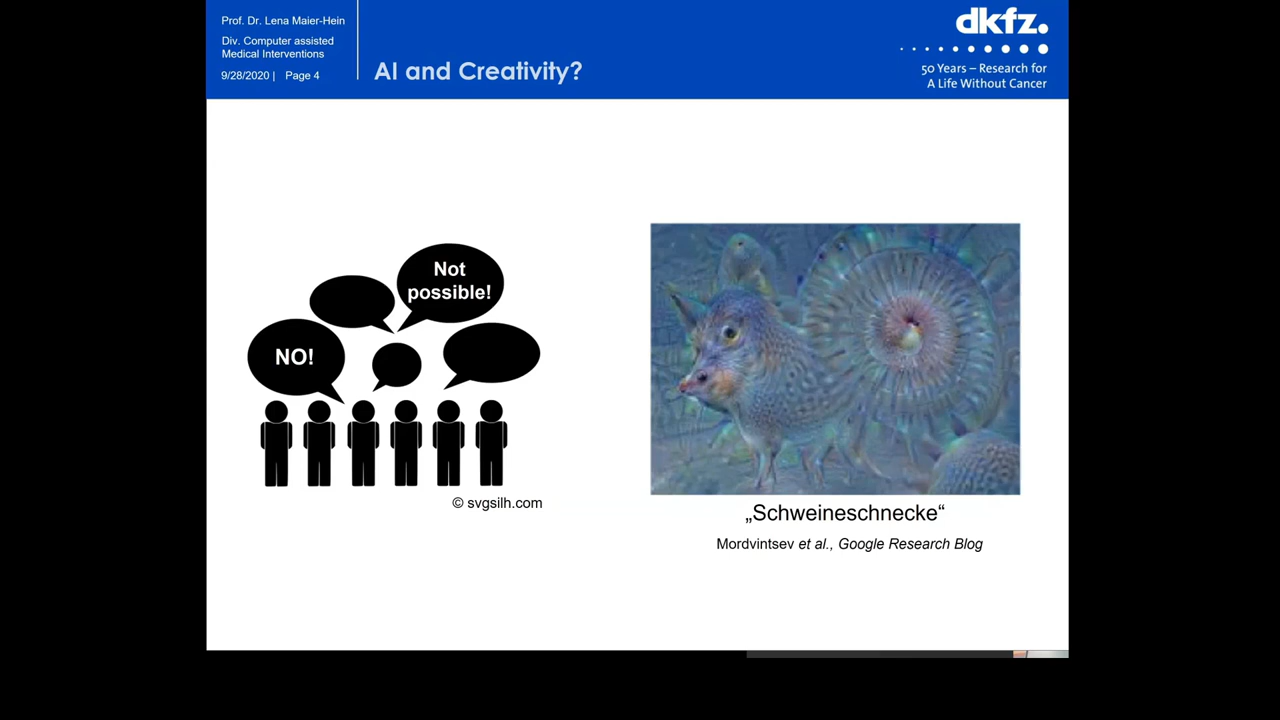 Prof. Dr. Lena Maier-Hein
Div. Computer assisted
Medical Interventions
9/28/2020 | Page 4
AI and Creativity?
dkfz.
50 Years – Research for
A Life Without Cancer
Not
possible!
NO!
© svgsilh.com
„Schweineschnecke“
Mordvintsev et al., Google Research Blog